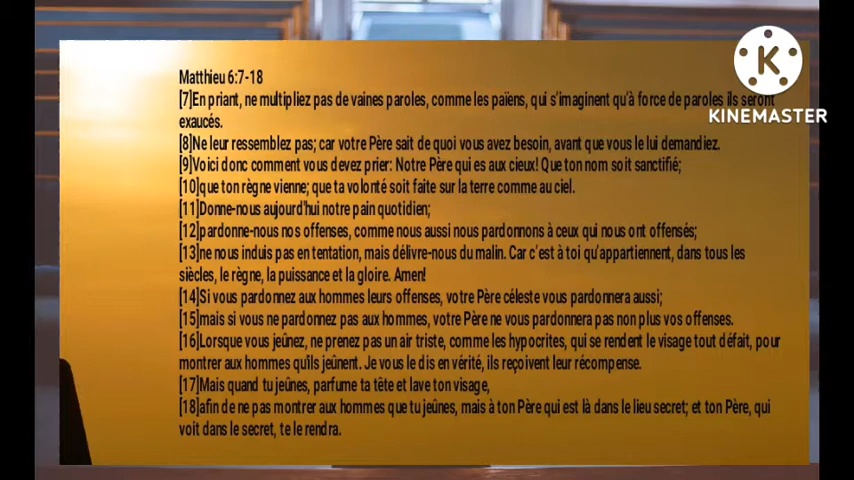 Matthieu 6:7-18
[7]En priant, ne multipliez pas de vaines paroles, comme les païens, qui s'imaginent qu'à force de paroles ils seront
exaucés.
[8]Ne leur ressemblez pas; car votre Père sait de quoi vous avez besoin, avant que vous le lui demandiez.
[9]Voici donc comment vous devez prier: Notre Père qui es aux cieux! Que ton nom soit sanctifié;
[10]que ton règne vienne; que ta volonté soit faite sur la terre comme au ciel.
[11]Donne-nous aujourd'hui notre pain quotidien;
[12]pardonne-nous nos offenses, comme nous aussi nous pardonnons à ceux qui nous ont offensés;
[13]ne nous induis pas en tentation, mais délivre-nous du malin. Car c'est à toi qu'appartiennent, dans tous les
siècles, le règne, la puissance et la gloire. Amen!
[14]Si vous pardonnez aux hommes leurs offenses, votre Père céleste vous pardonnera aussi;
[15]mais si vous ne pardonnez pas aux hommes, votre Père ne vous pardonnera pas non plus vos offenses.
[16]Lorsque vous jeûnez, ne prenez pas un air triste, comme les hypocrites, qui se rendent le visage tout défait, pour
montrer aux hommes qu'ils jeûnent. Je vous le dis en vérité, ils reçoivent leur récompense.
[17]Mais quand tu jeûnes, parfume ta tête et lave ton visage,
[18]afin de ne pas montrer aux hommes que tu jeûnes, mais à ton Père qui est là dans le lieu secret; et ton Père, qui
voit dans le secret, te le rendra.
K
KINEMASTER